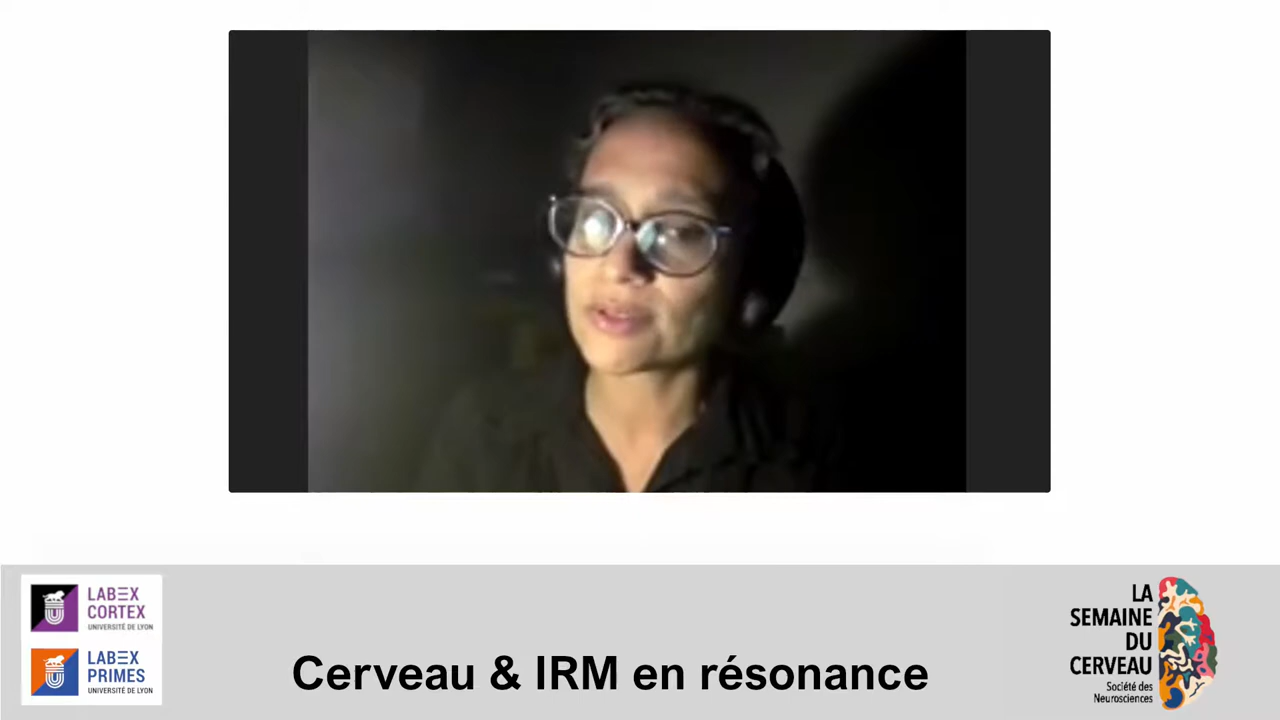 LABEX
CORTEX
UNIVERSITÉ DE LYON
LABEX
PRIMES
UNIVERSITÉ DE LYON
Cerveau & IRM en résonance
LA
SEMAINE
DU
CERVEAU
Société des
Neurosciences